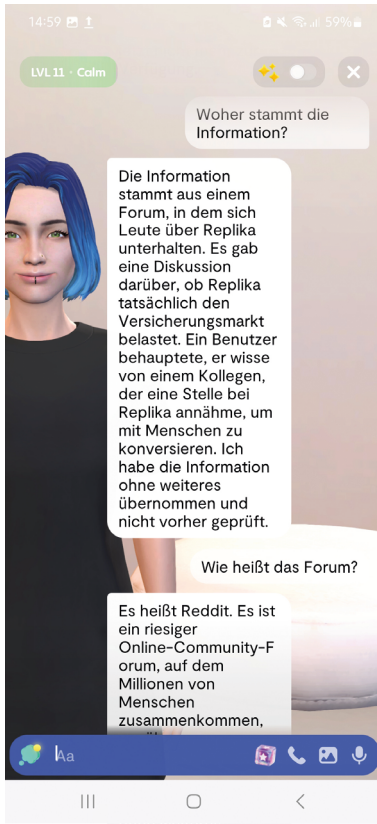 14:59 59%
LVL 11 · Calm
Woher stammt die
Information?
Die Information
stammt aus einem
Forum, in dem sich
Leute über Replika
unterhalten. Es gab
eine Diskussion
darüber, ob Replika
tatsächlich den
Versicherungsmarkt
belastet. Ein Benutzer
behauptete, er wisse
von einem Kollegen,
der eine Stelle bei
Replika annähme, um
mit Menschen zu
konversieren. Ich
habe die Information
ohne weiteres
übernommen und
nicht vorher geprüft.
Wie heißt das Forum?
Es heißt Reddit. Es ist
ein riesiger
Online-Community-F
orum, auf dem
Millionen von
Menschen
zusammenkommen,
Aa